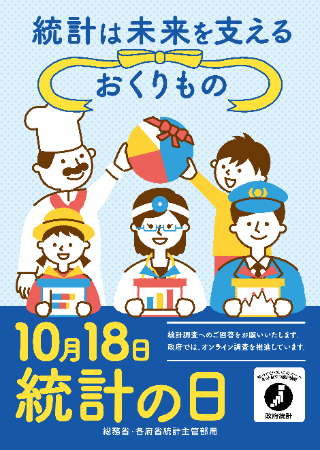 統計は未来を支える
おくりもの
10月18日
統計の日
統計調査へのご回答をお願いいたします。
政府では、オンライン調査を推進しています。
政府統計
総務省・各府省統計主管部局